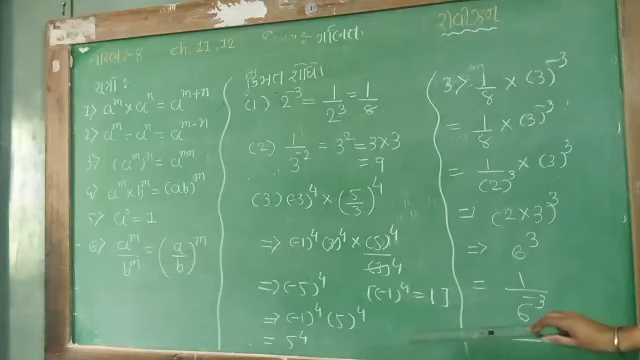 ધોરણ :- 8 ch. 11, 12 ગણિત
રીવીઝન
સૂત્રો :
1> a^m × a^n = a^(m+n)
2> a^m ÷ a^n = a^(m-n)
3> (a^m)^n = a^(mn)
4> a^m × b^m = (ab)^m
5> a° = 1
6> a^m / b^m = (a/b)^m
કિંમત શોધો
(1) 2^-3 = 1/2^3 = 1/8
(2) 1/3^-2 = 3^2 = 3×3
= 9
(3) (-3)^4 × (5/3)^4
=> (-1)^4 (3)^4 × (5)^4/(3)^4
=> (-5)^4 [(-1)^4 = 1]
=> (-1)^4 (5)^4
= 5^4
3> 1/8 × (3)^-3
= 1/8 × (3)^-3
= 1/(2)^3 × (3)^-3
= (2×3)^-3
=> 6^3
= 1/6^-3